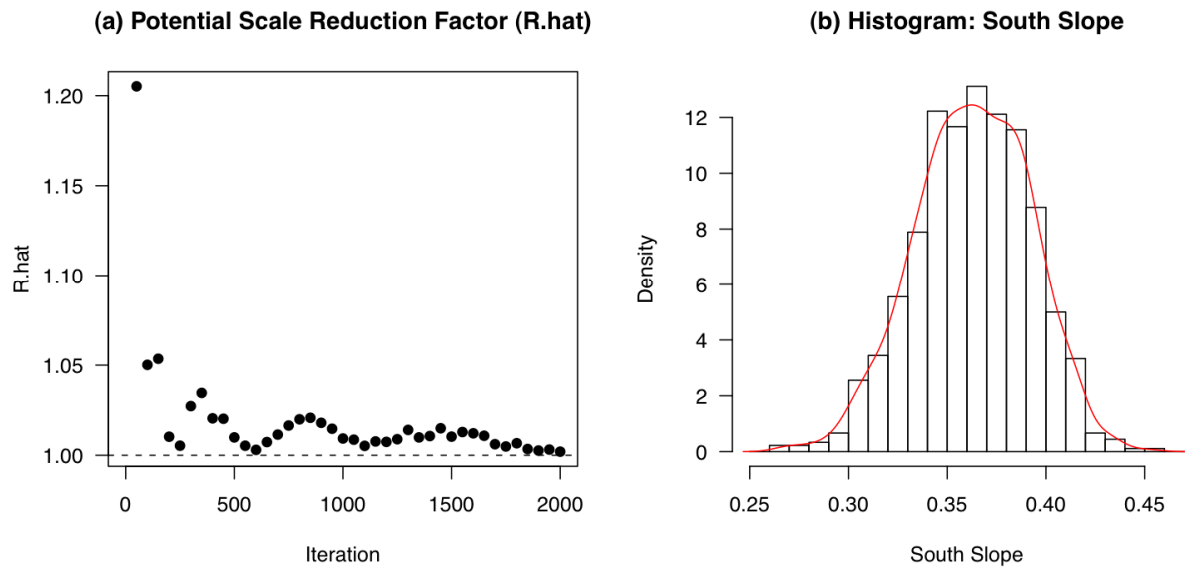 (a) Potential Scale Reduction Factor (R.hat)
1.20
1.15
1.10
1.05
1.00
R.hat
0 500 1000 1500 2000
Iteration
(b) Histogram: South Slope
12
10
8
6
4
2
0
Density
0.25 0.30 0.35 0.40 0.45
South Slope